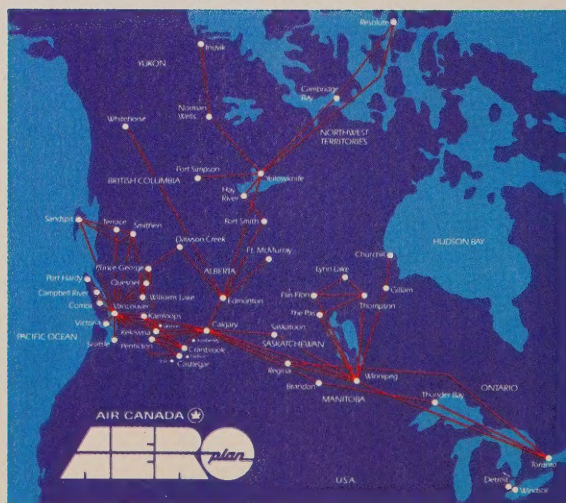 Resolute
Inuvik
YUKON
Cambridge
Bay
Norman
Wells
Whitehorse
NORTHWEST
TERRITORIES
Fort Simpson
Yellowknife
BRITISH COLUMBIA
Hay
River
Sandspit
Terrace
Smithers
Fort Smith
Dawson Creek
Ft. McMurray
HUDSON BAY
Churchill
Prince George
ALBERTA
Lynn Lake
Gillam
Port Hardy
Quesnel
Flin Flon
Thompson
Campbell River
Williams Lake
Edmonton
The Pas
Comox
Vancouver
Kamloops
Calgary
Saskatoon
Victoria
Kelowna
SASKATCHEWAN
PACIFIC OCEAN
Seattle
Penticton
Cranbrook
Castlegar
Regina
Winnipeg
Brandon
MANITOBA
Thunder Bay
ONTARIO
AIR CANADA
AERO
plan
Toronto
U.S.A.
Detroit
Windsor